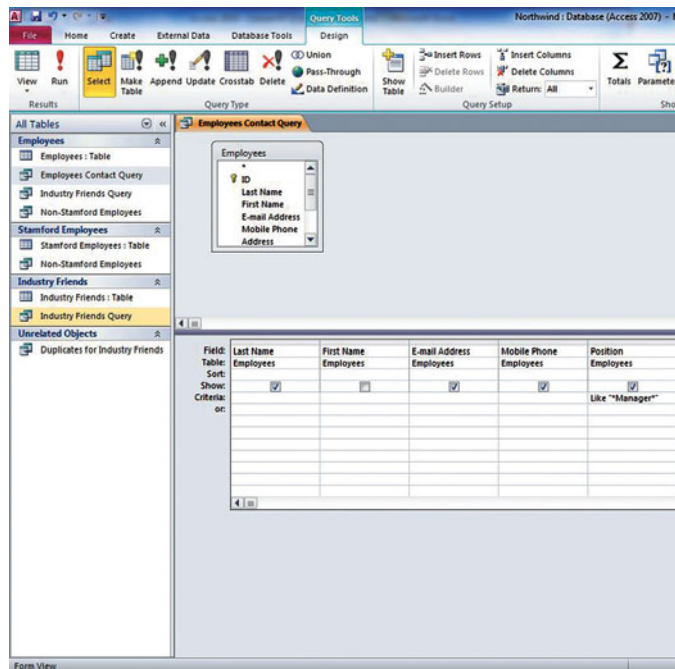 A
Query Tools
Northwind : Database (Access 2007) –
File Home Create External Data Database Tools Design
View
Run
Select
Make Table
Append
Update
Crosstab
Delete
Union
Pass-Through
Data Definition
Show Table
Insert Rows
Delete Rows
Builder
Insert Columns
Delete Columns
Return: All
Totals
Results
Query Type
Query Setup
All Tables
Employees
Employees : Table
Employees Contact Query
Industry Friends Query
Non-Stamford Employees
Stamford Employees
Stamford Employees : Table
Non-Stamford Employees
Industry Friends
Industry Friends : Table
Industry Friends Query
Unrelated Objects
Duplicates for Industry Friends
Employees Contact Query
Employees
*
ID
Last Name
First Name
E-mail Address
Mobile Phone
Address
Field: Last Name First Name E-mail Address Mobile Phone Position
Table: Employees Employees Employees Employees Employees
Sort:
Show:
Criteria: Like "*Manager*"
or:
Form View